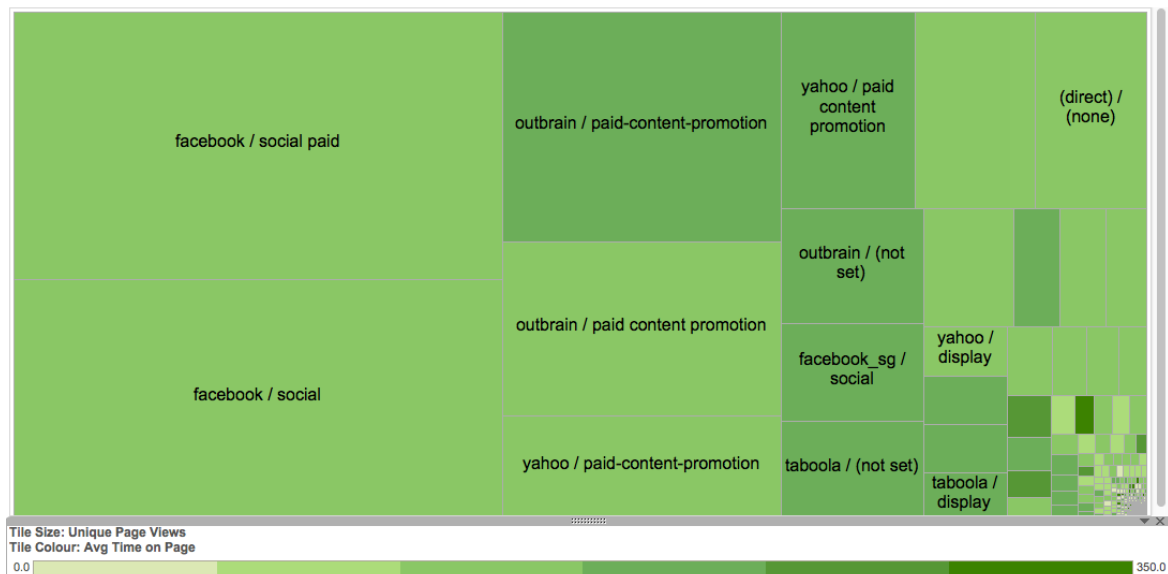 facebook / social paid
outbrain / paid-content-promotion
yahoo / paid
content
promotion
(direct) /
(none)
outbrain / (not
set)
outbrain / paid content promotion
yahoo /
display
facebook_sg /
social
facebook / social
yahoo / paid-content-promotion
taboola / (not set)
taboola /
display
Tile Size: Unique Page Views
Tile Colour: Avg Time on Page
0.0
350.0